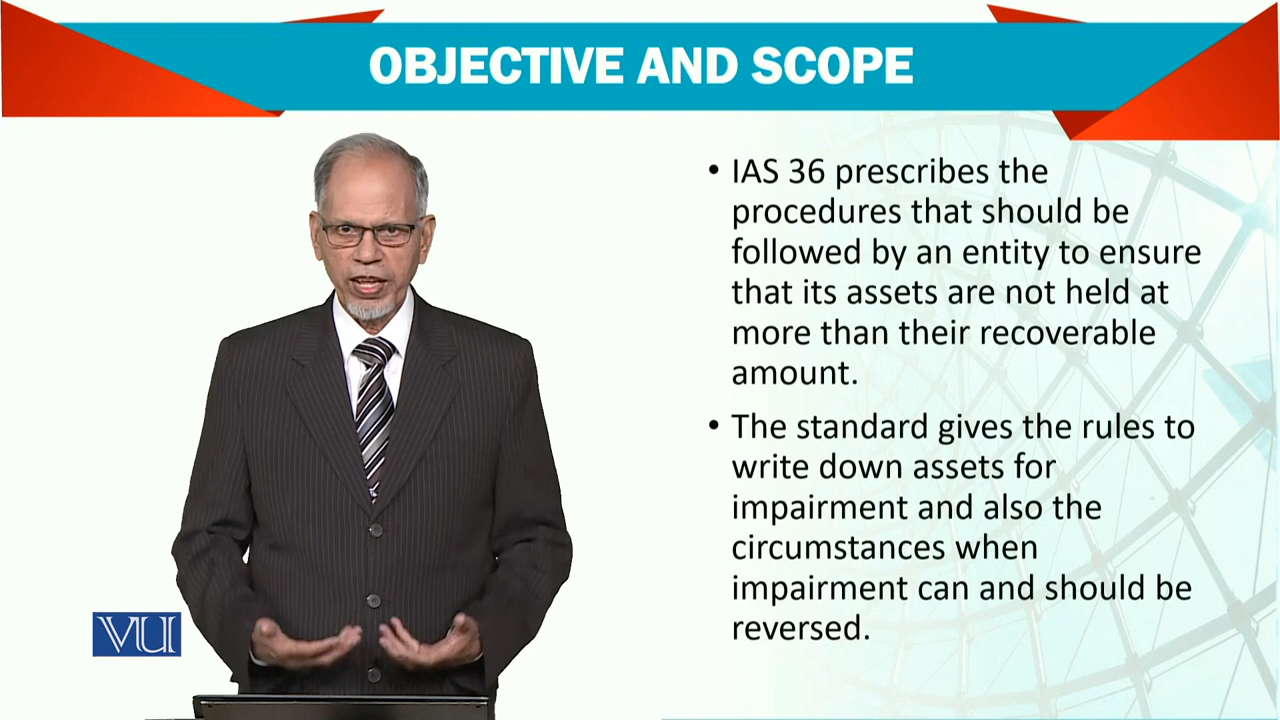 OBJECTIVE AND SCOPE
• IAS 36 prescribes the
procedures that should be
followed by an entity to ensure
that its assets are not held at
more than their recoverable
amount.
• The standard gives the rules to
write down assets for
impairment and also the
circumstances when
impairment can and should be
reversed.
VU